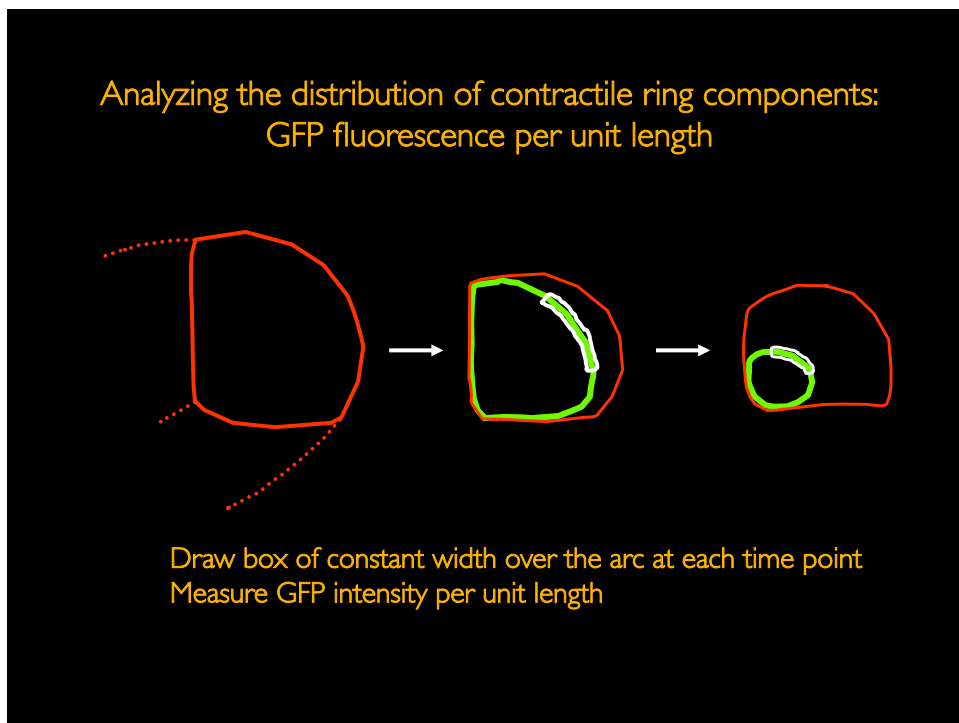 Analyzing the distribution of contractile ring components:
GFP fluorescence per unit length
Draw box of constant width over the arc at each time point
Measure GFP intensity per unit length